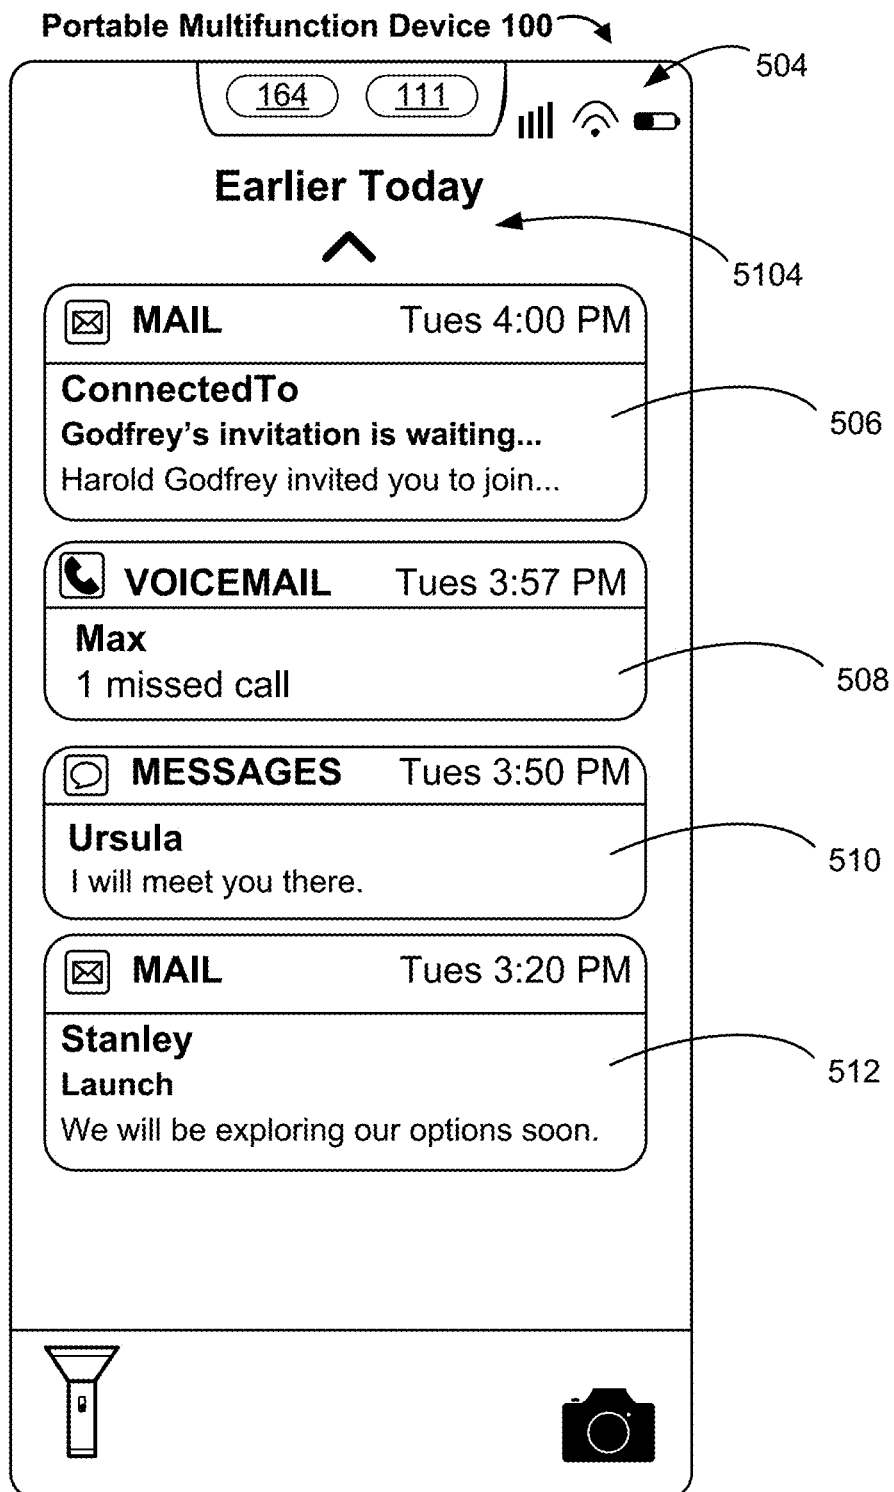 Portable Multifunction Device 100
504
164 111
Earlier Today
5104
MAIL Tues 4:00 PM
ConnectedTo
506
Godfrey's invitation is waiting...
Harold Godfrey invited you to join...
VOICEMAIL Tues 3:57 PM
Max
1 missed call
508
MESSAGES Tues 3:50 PM
Ursula
510
I will meet you there.
MAIL Tues 3:20 PM
Stanley
512
Launch
We will be exploring our options soon.